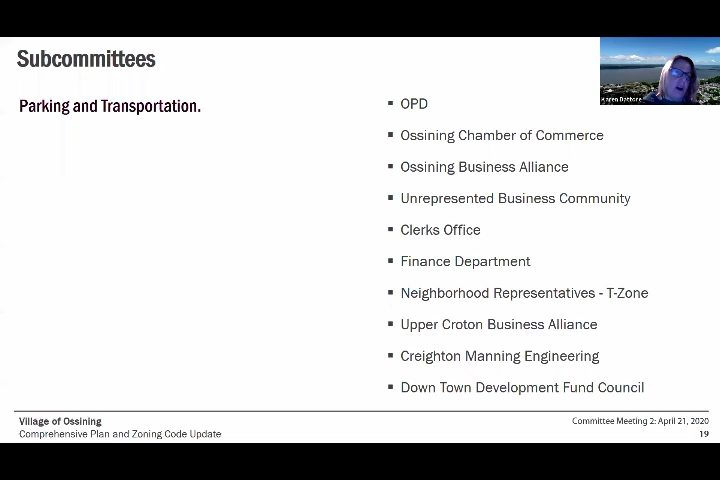 Subcommittees
Parking and Transportation.
OPD
Ossining Chamber of Commerce
Ossining Business Alliance
Unrepresented Business Community
Clerks Office
Finance Department
Neighborhood Representatives - T-Zone
Upper Croton Business Alliance
Creighton Manning Engineering
Down Town Development Fund Council
Karen Dattore
Village of Ossining
Comprehensive Plan and Zoning Code Update
Committee Meeting 2: April 21, 2020
19